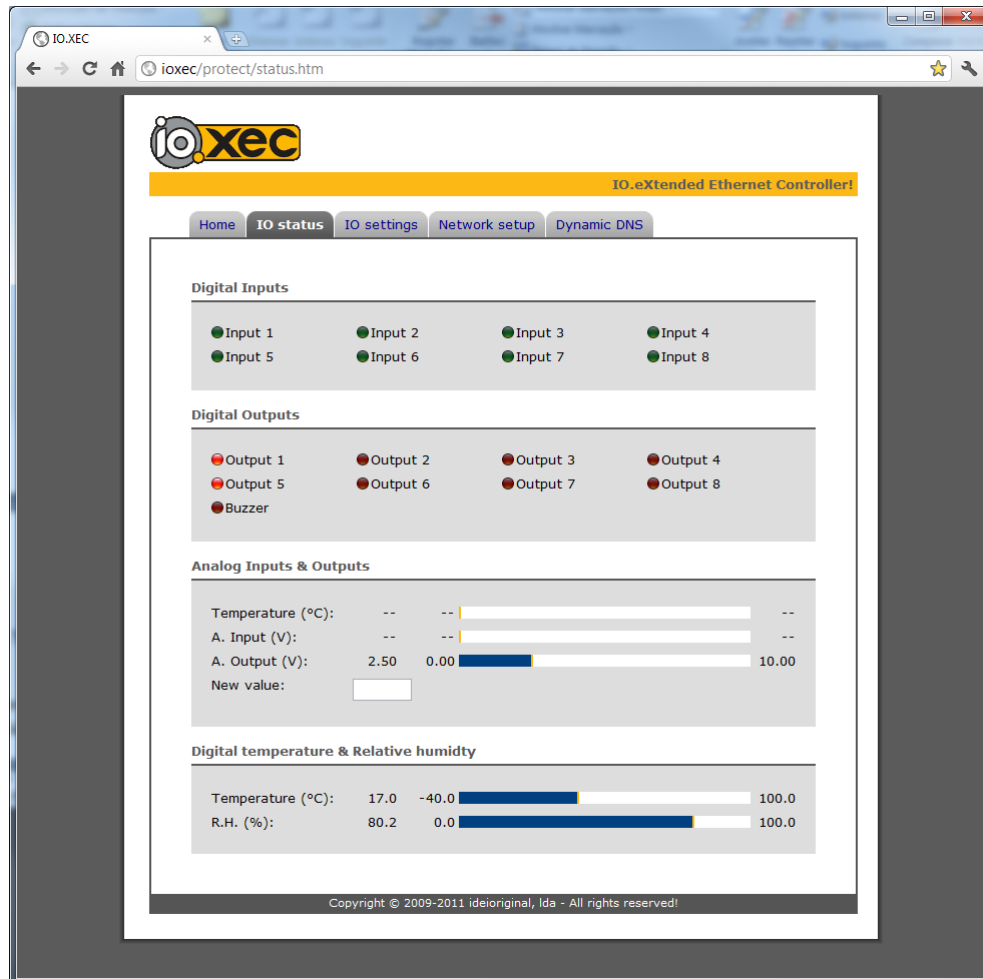 IO.XEC
ioxec/protect/status.htm
io.xec
IO.eXtended Ethernet Controller!
Home IO status IO settings Network setup Dynamic DNS
Digital Inputs
Input 1 Input 2 Input 3 Input 4
Input 5 Input 6 Input 7 Input 8
Digital Outputs
Output 1 Output 2 Output 3 Output 4
Output 5 Output 6 Output 7 Output 8
Buzzer
Analog Inputs & Outputs
Temperature (°C): -- -- --
A. Input (V): -- -- --
A. Output (V): 2.50 0.00 10.00
New value:
Digital temperature & Relative humidty
Temperature (°C): 17.0 -40.0 100.0
R.H. (%): 80.2 0.0 100.0
Copyright © 2009-2011 ideioriginal, lda - All rights reserved!